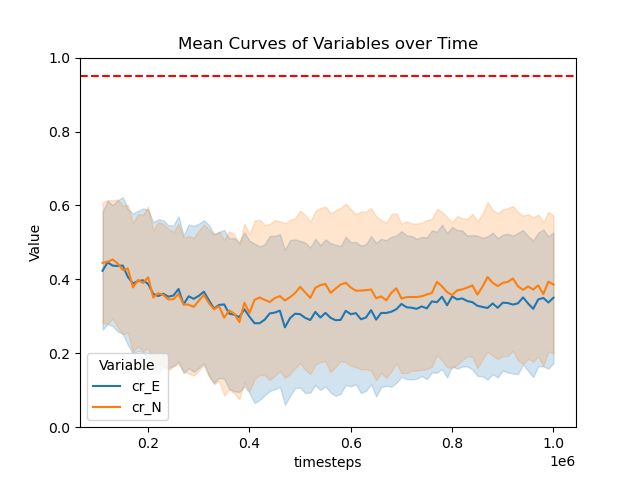 Mean Curves of Variables over Time
1.0
0.8
0.6
0.4
0.2
0.0
Value
Variable
cr_E
cr_N
0.2
0.4
0.6
0.8
1.0
timesteps
1e6